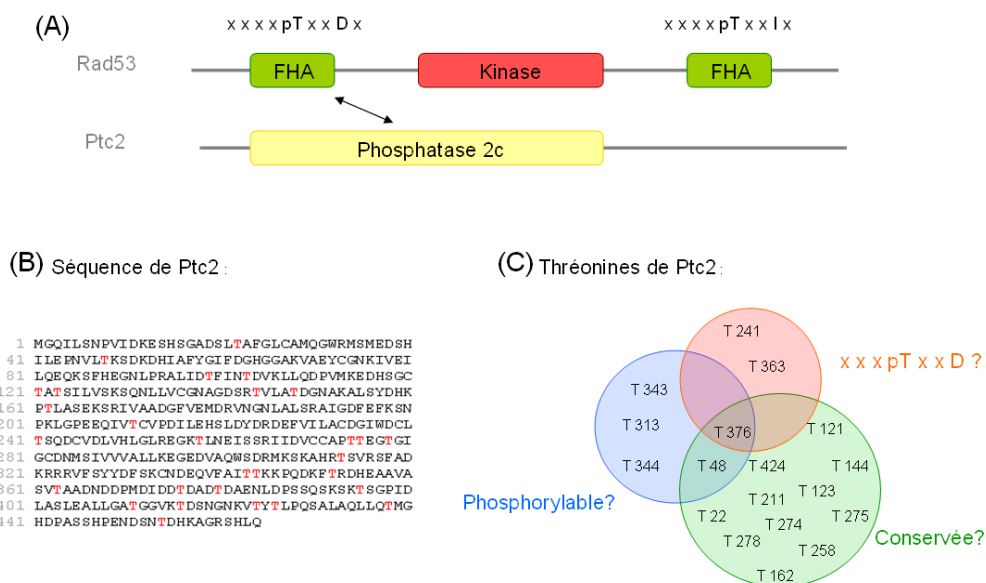 (A)
x x x x pT x x D x
x x x x pT x x I x
Rad53
FHA
Kinase
FHA
Ptc2
Phosphatase 2c
(B) Séquence de Ptc2 :
1 MGQILSNPVIDKESHSGADSLTAFGLCAMQGWRMSMEDSH
41 ILEPNVLTKSDKDHIAFYGIFDGHGGAKVAEYCGNKIVEI
81 LQEQKSFHEGNLPRALIDTFINTDVKLLQDPVMKEDHSGC
121 TATSILVSKSQNLLVCGNAGDSRTVLATDGNAKALSYDHK
161 PTLASEKSRIVAADGFVEMDRVNGNLALSRAIGDFEFKSN
201 PKLGPEEQIVTCVPDILEHSLDYDRDEFVILACDGIWDCL
241 TSQDCVDLVHLGLREGKTLNEISSRIIDVCCAPTTEGTGI
281 GCDNMSIVVVALLKEGEDVAQWSDRMKSKAHRTSVRSFAD
321 KRRRVFSYYDFSKCNDEQVFAITTKKPQDKFTRDHEAAVA
361 SVTAADNDDPMDIDDTDADTDAENLDPSSQSKSKTSGPID
401 LASLEALLGATGGVKTDSNGNKVTYTLPQSALAQLLQTMG
441 HDPASSHPENDSNTDHKAGRSHLQ
(C) Thréonines de Ptc2 :
T 241
T 363
x x x pT x x D ?
T 343
T 313
T 344
T 376
T 121
T 48
T 424
T 144
Phosphorylable?
T 211
T 123
T 22
T 274
T 275
Conservée?
T 278
T 258
T 162